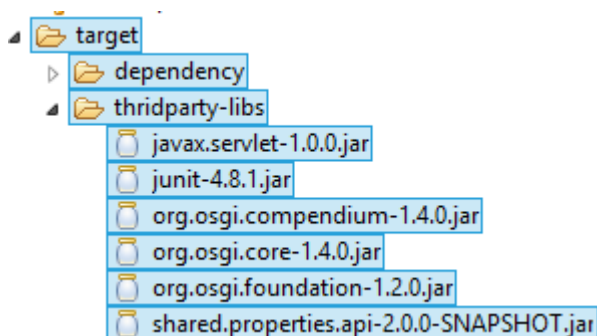 target
dependency
thridparty-libs
javax.servlet-1.0.0.jar
junit-4.8.1.jar
org.osgi.compendium-1.4.0.jar
org.osgi.core-1.4.0.jar
org.osgi.foundation-1.2.0.jar
shared.properties.api-2.0.0-SNAPSHOT.jar